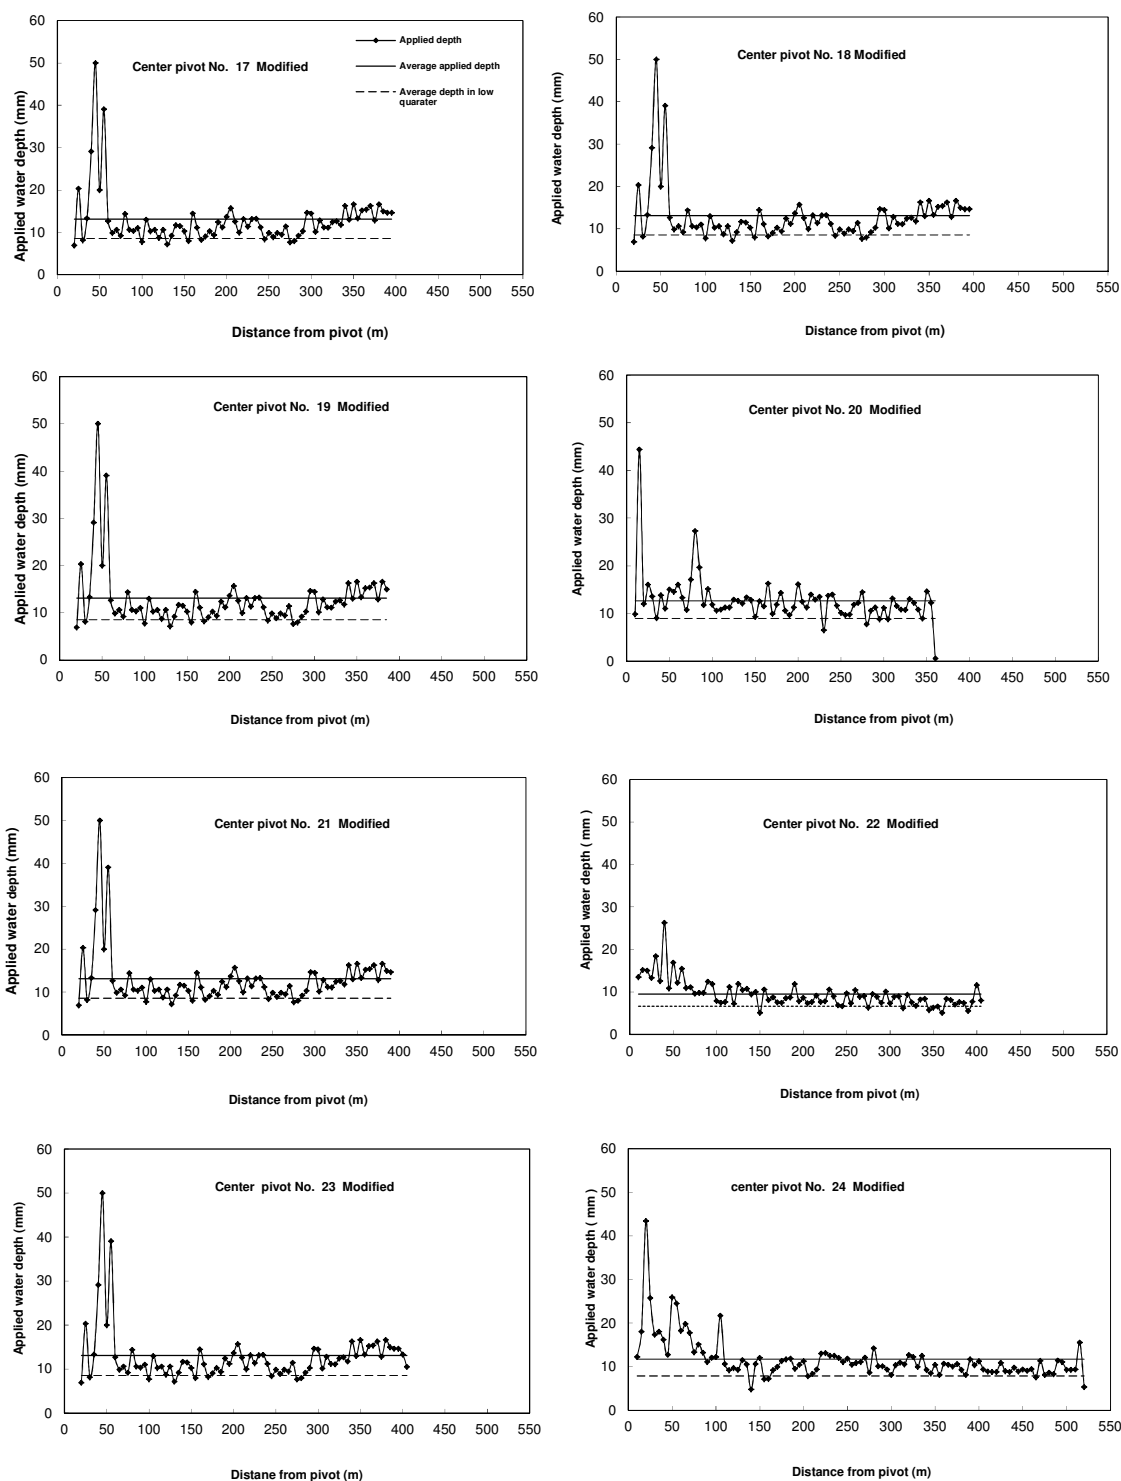 60
50
40
30
20
10
0
Applied water depth (mm)
Center pivot No. 17 Modified
Applied depth
Average applied depth
Average depth in low
quarater
0 50 100 150 200 250 300 350 400 450 500 550
Distance from pivot (m)
60
50
40
30
20
10
0
Applied water depth (mm)
Center pivot No. 18 Modified
0 50 100 150 200 250 300 350 400 450 500 550
Distance from pivot (m)
60
50
40
30
20
10
0
Applied water depth (mm)
Center pivot No. 19 Modified
0 50 100 150 200 250 300 350 400 450 500 550
Distance from pivot (m)
60
50
40
30
20
10
0
Applied water depth (mm)
Center pivot No. 20 Modified
0 50 100 150 200 250 300 350 400 450 500 550
Distance from pivot (m)
60
50
40
30
20
10
0
Applied water depth (mm)
Center pivot No. 21 Modified
0 50 100 150 200 250 300 350 400 450 500 550
Distance from pivot (m)
60
50
40
30
20
10
0
Applied water depth (mm )
Center pivot No. 22 Modified
0 50 100 150 200 250 300 350 400 450 500 550
Distance from pivot (m)
60
50
40
30
20
10
0
Applied water depth (mm)
Center pivot No. 23 Modified
0 50 100 150 200 250 300 350 400 450 500 550
Distane from pivot (m)
60
50
40
30
20
10
0
Applied water depth ( mm )
center pivot No. 24 Modified
0 50 100 150 200 250 300 350 400 450 500 550
Distance from pivot (m)